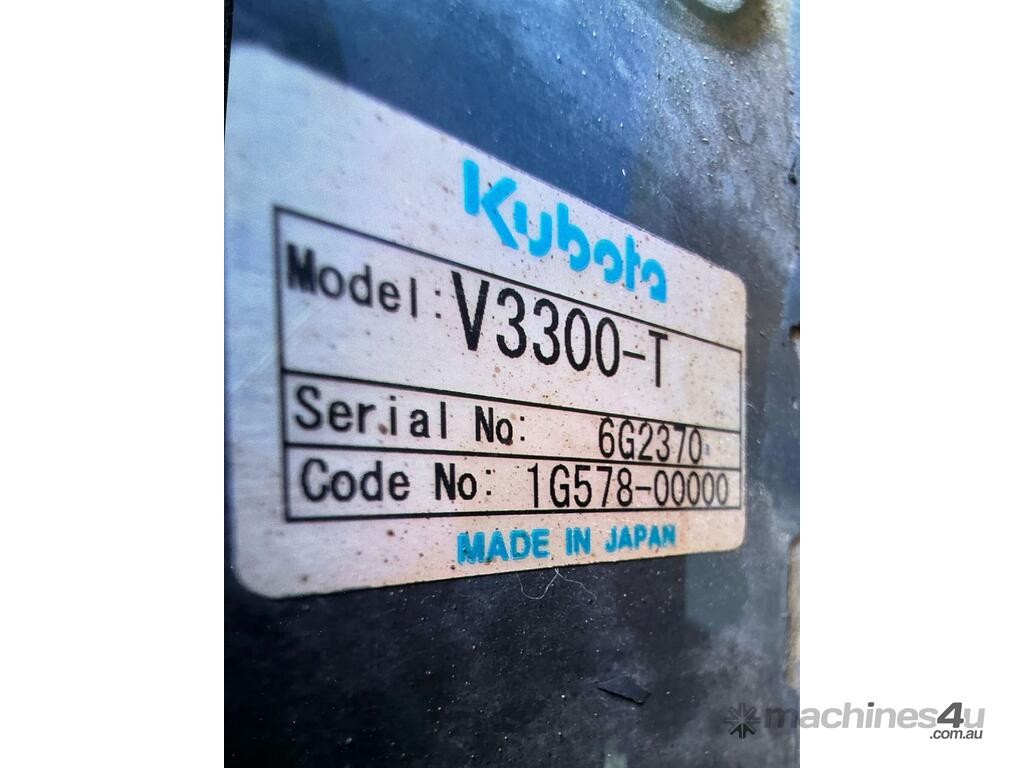 Kubota
Model: V3300-T
Serial No: 6G2370
Code No: 1G578-00000
MADE IN JAPAN
machines4u
.com.au